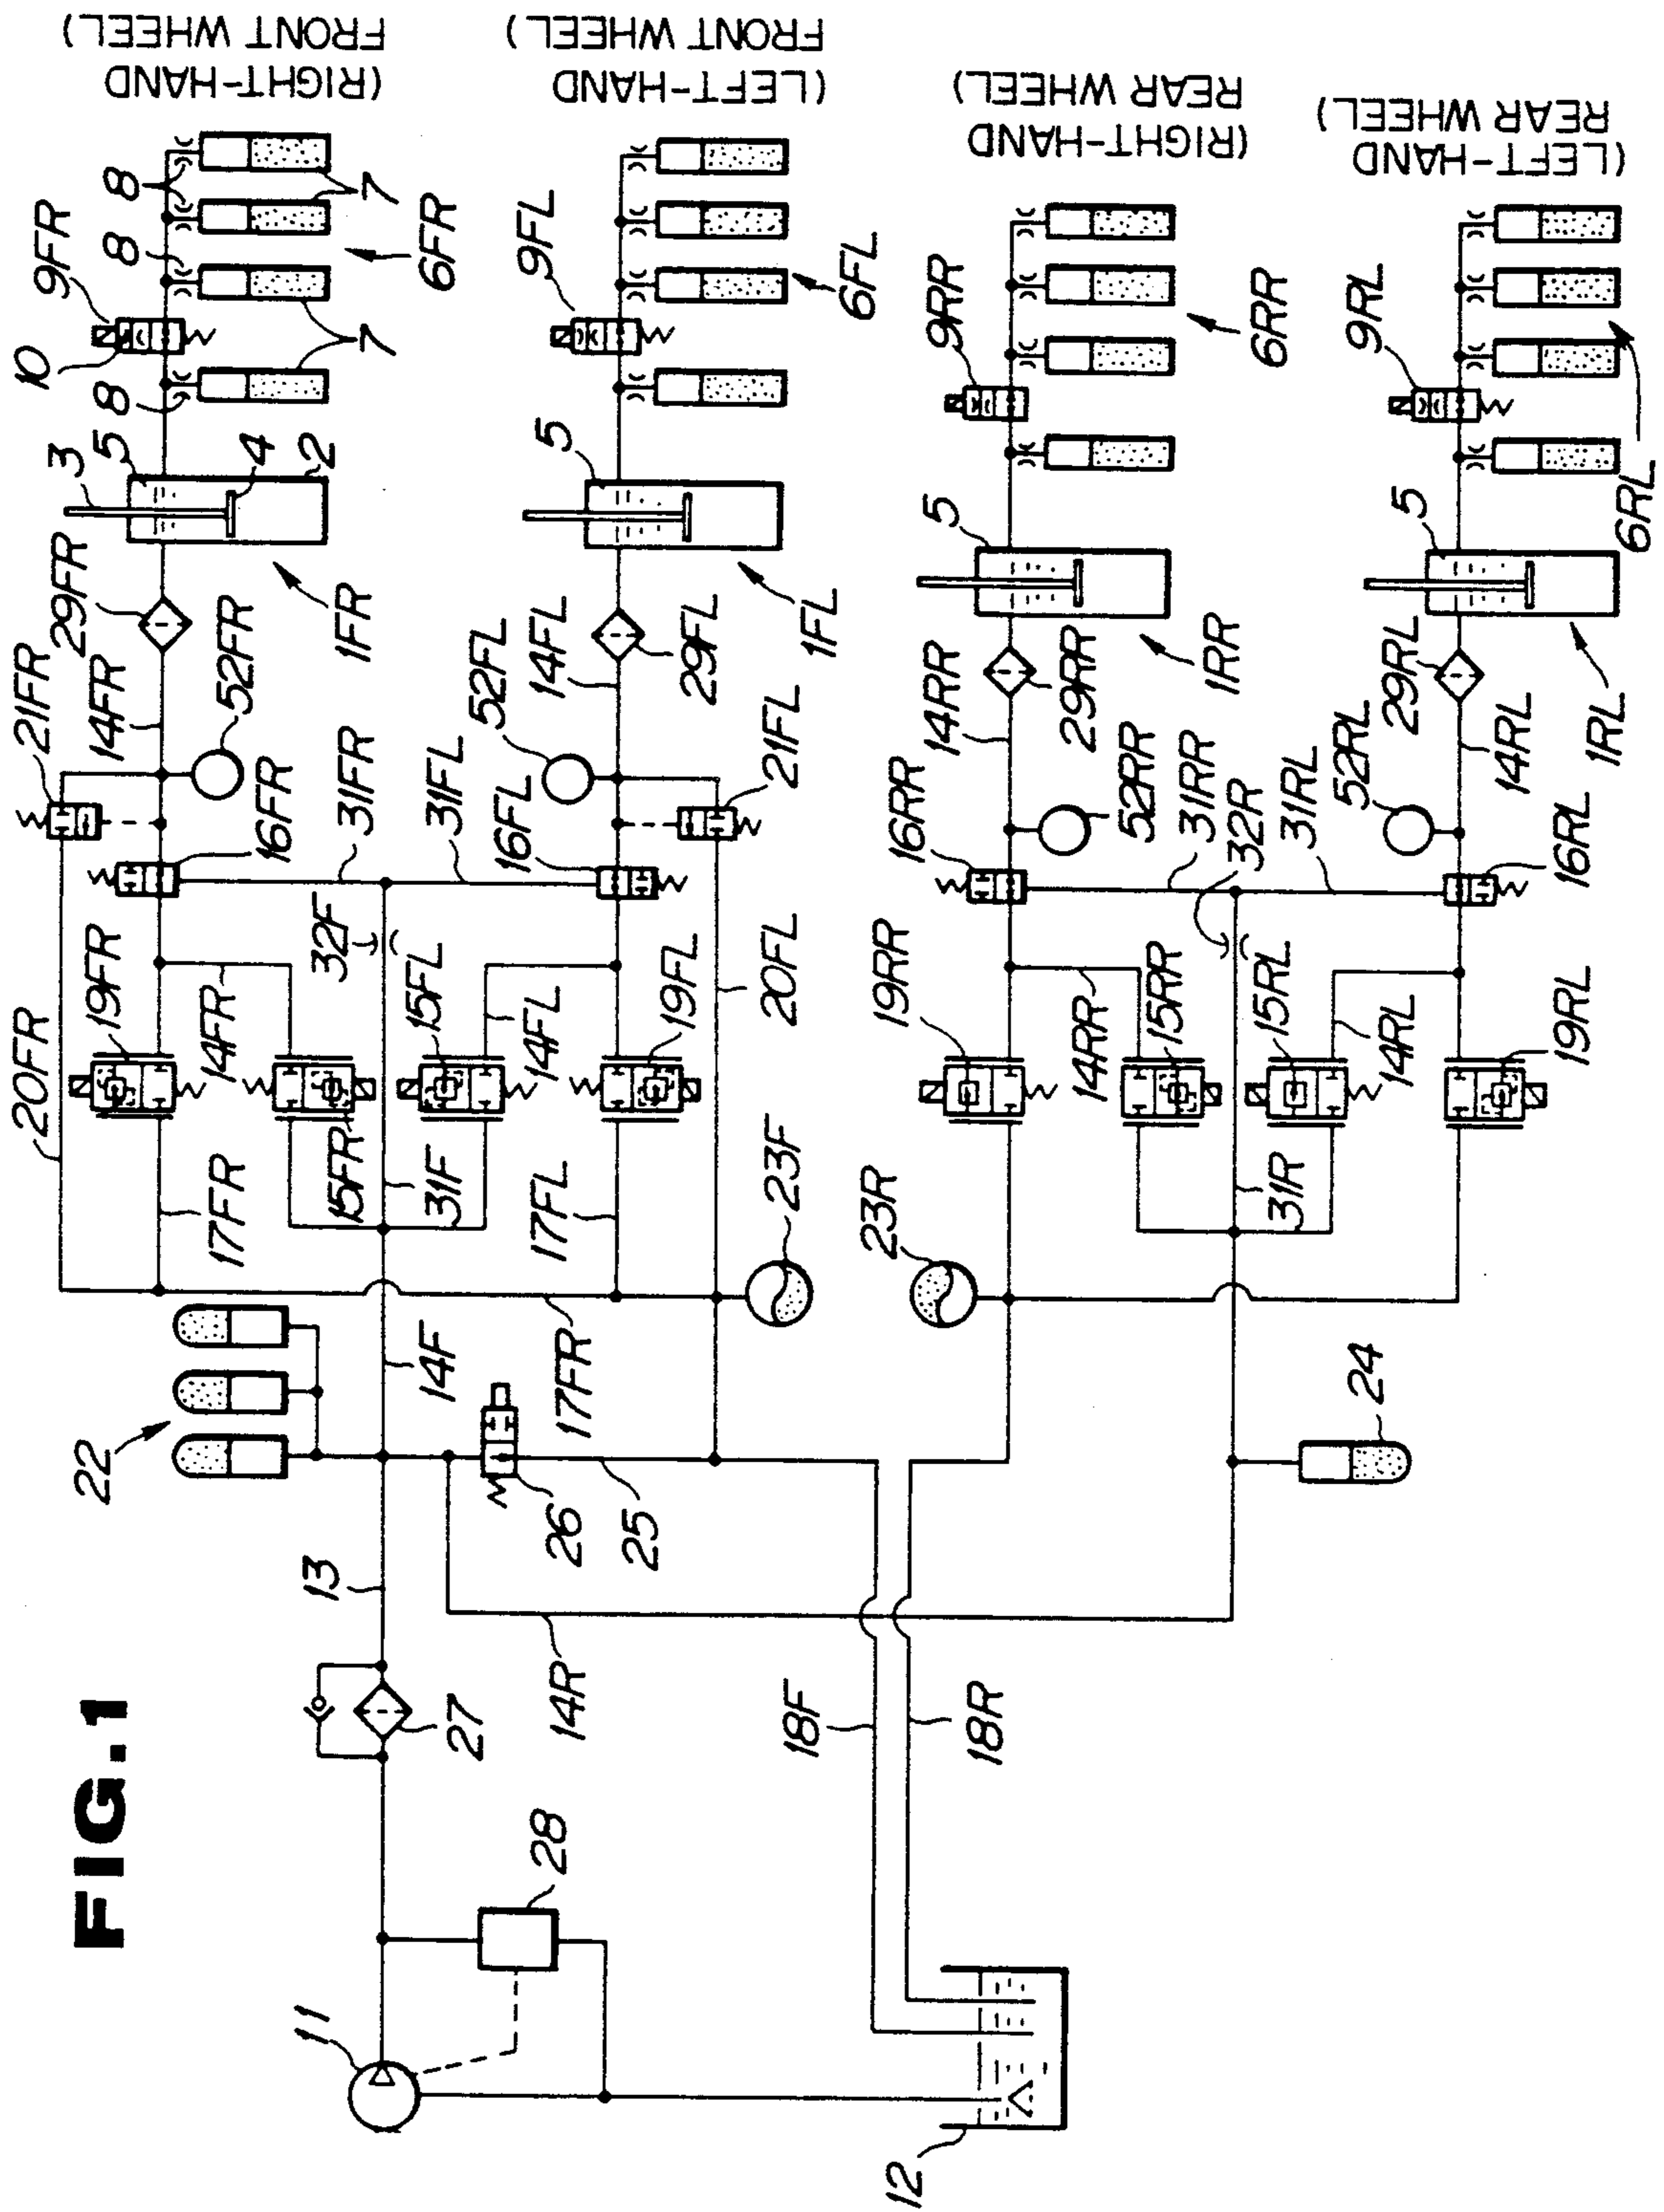 FIG.1
(RIGHT-HAND
FRONT WHEEL)
(LEFT-HAND
FRONT WHEEL)
(RIGHT-HAND
REAR WHEEL)
(LEFT-HAND
REAR WHEEL)
20FR
21FR
10
9FR
19FR
14FR
29FR
3
5
8
8
8
4
2
7
7
22
17FR
14FR
16FR
52FR
1FR
6FR
15FR
32F
31FR
13
14F
31F
15FL
31FL
52FL
5
9FL
11
27
14FL
16FL
14FL
28
26
17FR
17FL
19FL
29FL
25
21FL
1FL
6FL
14R
23F
20FL
18F
23R
19RR
16RR
14RR
5
9RR
18R
12
14RR
52RR
29RR
15RR
31RR
1RR
6RR
32R
31R
15RL
31RL
52RL
29RL
5
9RL
24
14RL
14RL
19RL
16RL
1RL
6RL